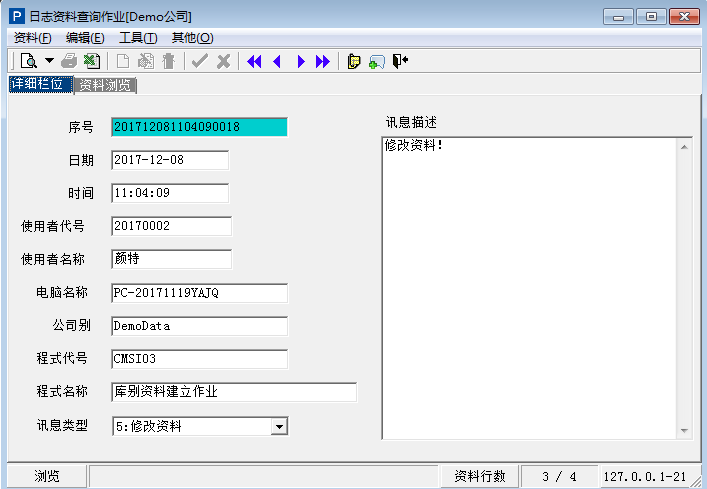 日志资料查询作业[Demo公司]
资料(F) 编辑(E) 工具(T) 其他(O)
详细栏位 资料浏览
序号 201712081104090018
日期 2017-12-08
时间 11:04:09
使用者代号 20170002
使用者名称 颜特
电脑名称 PC-20171119YAJQ
公司别 DemoData
程式代号 CMSI03
程式名称 库别资料建立作业
讯息类型 5:修改资料
讯息描述
修改资料!
浏览 资料行数 3 / 4 127.0.0.1-21